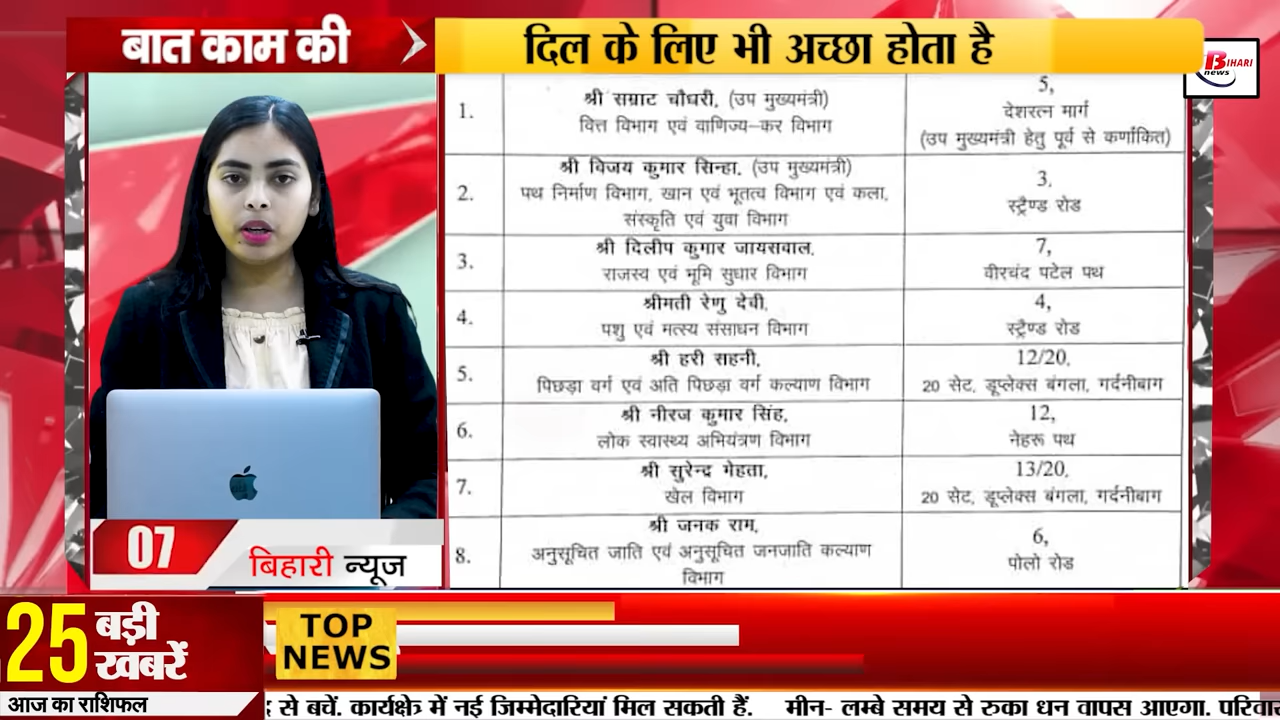 बात काम की
दिल के लिए भी अच्छा होता है
BIHARI
news
1.
श्री सम्राट चौधरी, (उप मुख्यमंत्री)
वित्त विभाग एवं वाणिज्य-कर विभाग
5,
देशरत्न मार्ग
(उप मुख्यमंत्री हेतु पूर्व से कर्णांकित)
2.
श्री विजय कुमार सिन्हा, (उप मुख्यमंत्री)
पथ निर्माण विभाग, खान एवं भूतत्व विभाग एवं कला,
संस्कृति एवं युवा विभाग
3,
स्ट्रैण्ड रोड
3.
श्री दिलीप कुमार जायसवाल,
राजस्व एवं भूमि सुधार विभाग
7,
वीरचंद पटेल पथ
4.
श्रीमती रेणु देवी,
पशु एवं मत्स्य संसाधन विभाग
4,
स्ट्रैण्ड रोड
5.
श्री हरी सहनी,
पिछड़ा वर्ग एवं अति पिछड़ा वर्ग कल्याण विभाग
12/20,
20 सेट, डूप्लेक्स बंगला, गर्दनीबाग
6.
श्री नीरज कुमार सिंह,
लोक स्वास्थ्य अभियंत्रण विभाग
12,
नेहरू पथ
7.
श्री सुरेन्द्र मेहता,
खेल विभाग
13/20,
20 सेट, डूप्लेक्स बंगला, गर्दनीबाग
8.
श्री जनक राम,
अनुसूचित जाति एवं अनुसूचित जनजाति कल्याण
विभाग
6,
पोलो रोड
07
बिहारी न्यूज
25 बड़ी
खबरें
TOP
NEWS
आज का राशिफल
से बचें. कार्यक्षेत्र में नई जिम्मेदारियां मिल सकती हैं. मीन- लम्बे समय से रुका धन वापस आएगा. परिवार